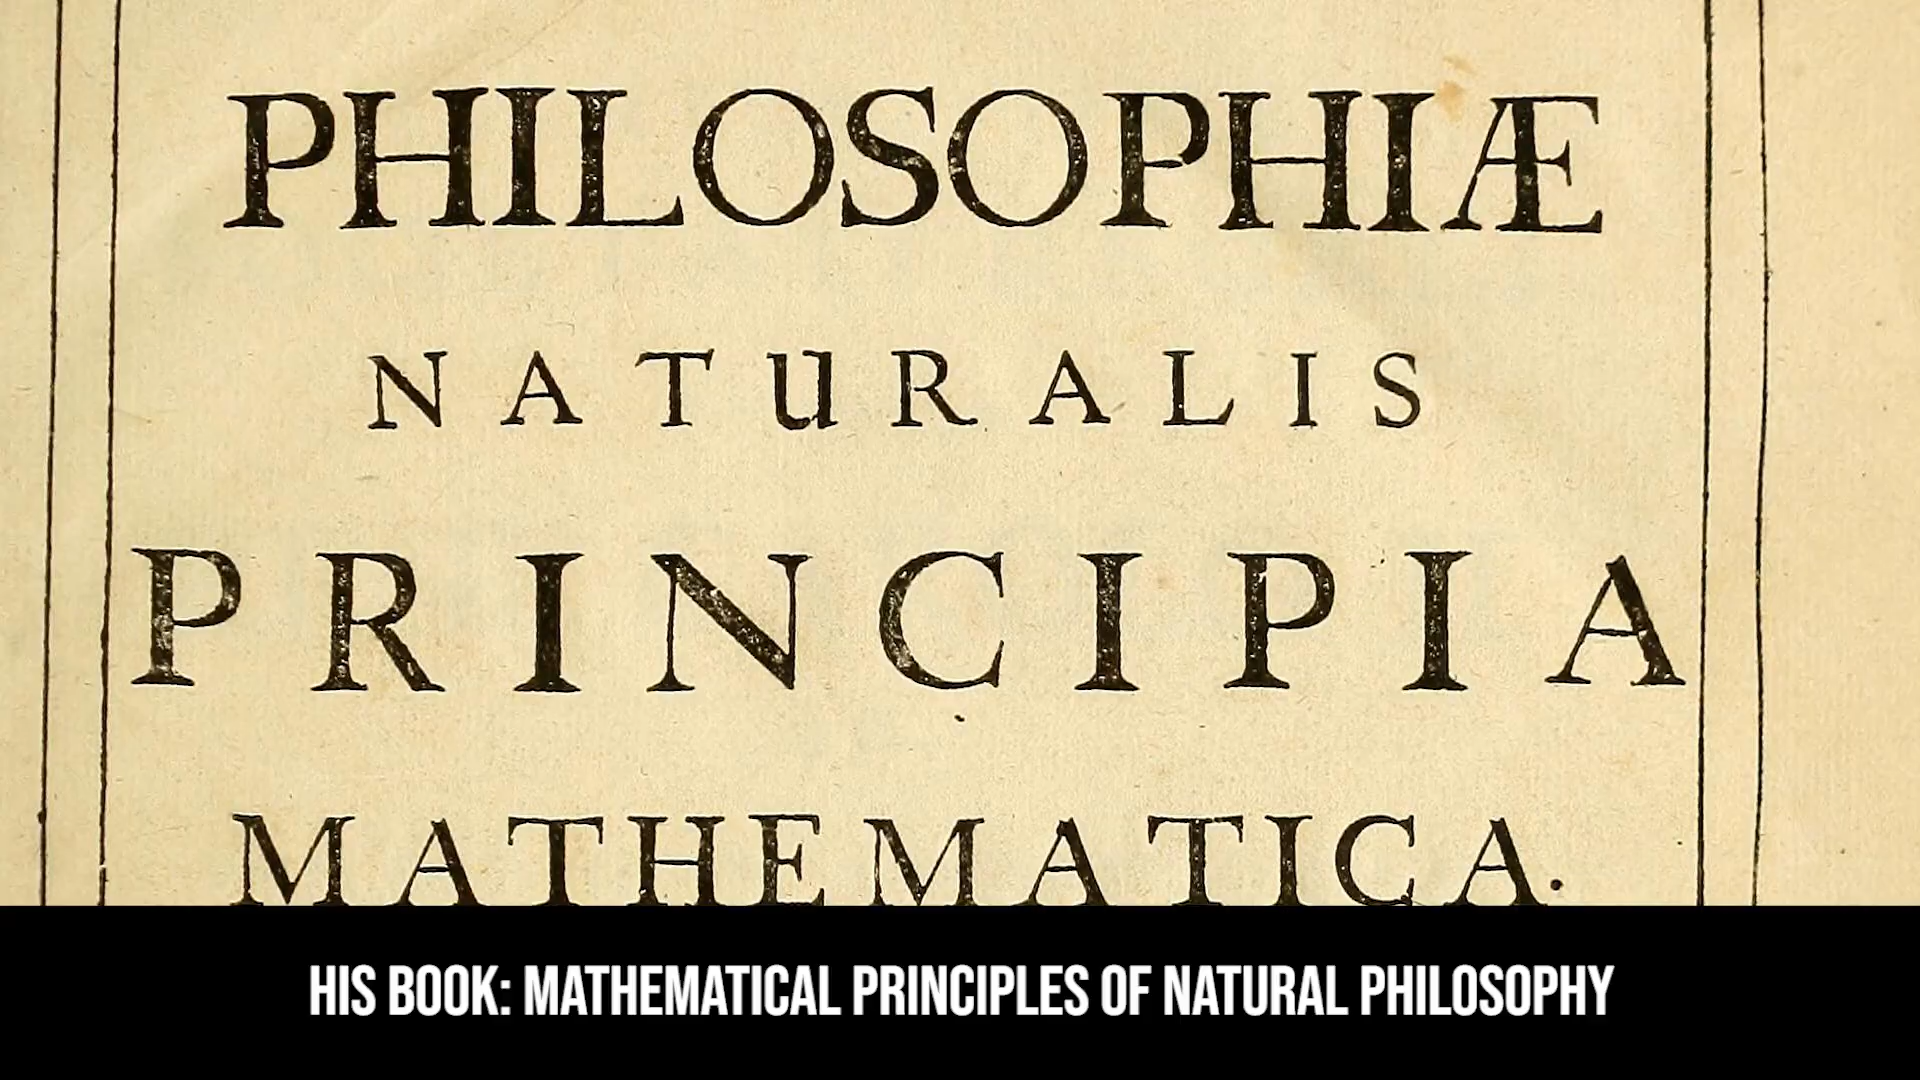 PHILOSOPHIÆ
NATURALIS
PRINCIPIA
MATHEMATICA.
HIS BOOK: MATHEMATICAL PRINCIPLES OF NATURAL PHILOSOPHY